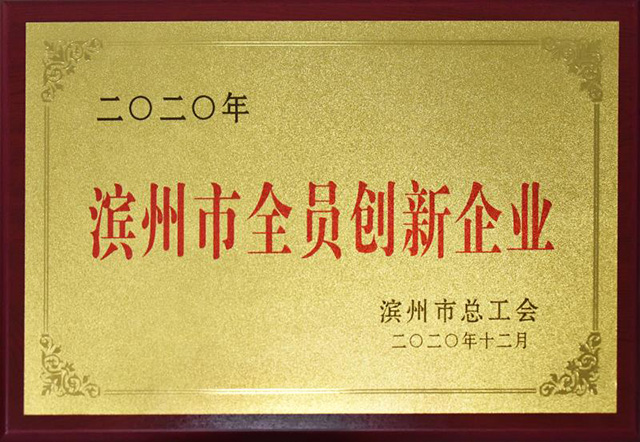 二〇二〇年
滨州市全员创新企业
滨州市总工会
二〇二〇年十二月